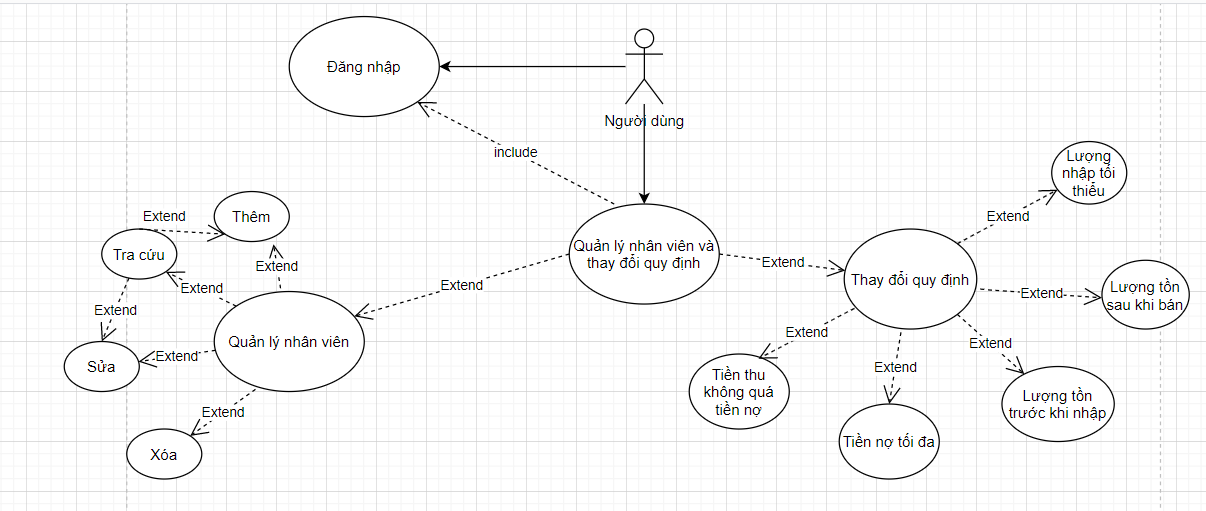 Đăng nhập
Người dùng
include
Lượng
nhập tối
thiểu
Extend
Thêm
Extend
Tra cứu
Extend
Quản lý nhân viên và
thay đổi quy định
Extend
Thay đổi quy định
Extend
Extend
Extend
Extend
Lượng tồn
sau khi bán
Extend
Quản lý nhân viên
Extend
Extend
Sửa
Extend
Extend
Extend
Tiền thu
không quá
tiền nợ
Lượng tồn
trước khi nhập
Extend
Tiền nợ tối đa
Xóa